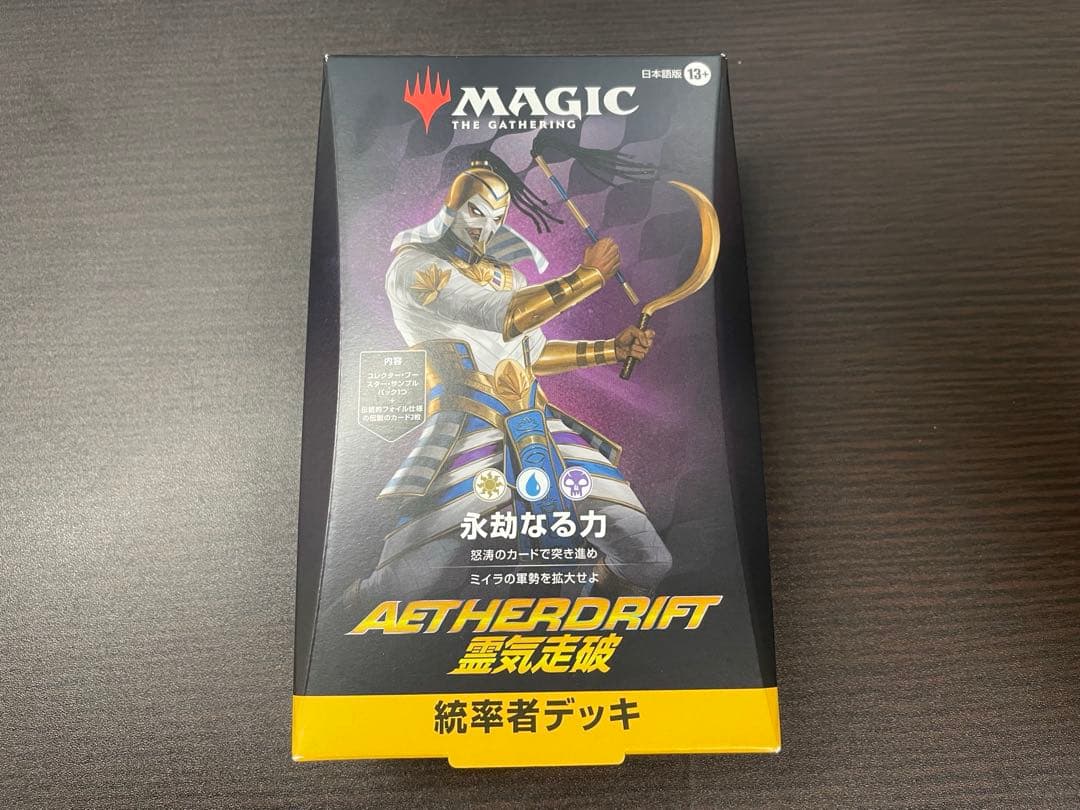 日本語版 13+
MAGIC
THE GATHERING
内容
コレクター・ブー
スター・サンプル
パック1つ
+
伝統的フォイル仕様
の伝説のカード2枚
永劫なる力
怒涛のカードで突き進め
ミイラの軍勢を拡大せよ
AETHERDRIFT
霊気走破
統率者デッキ